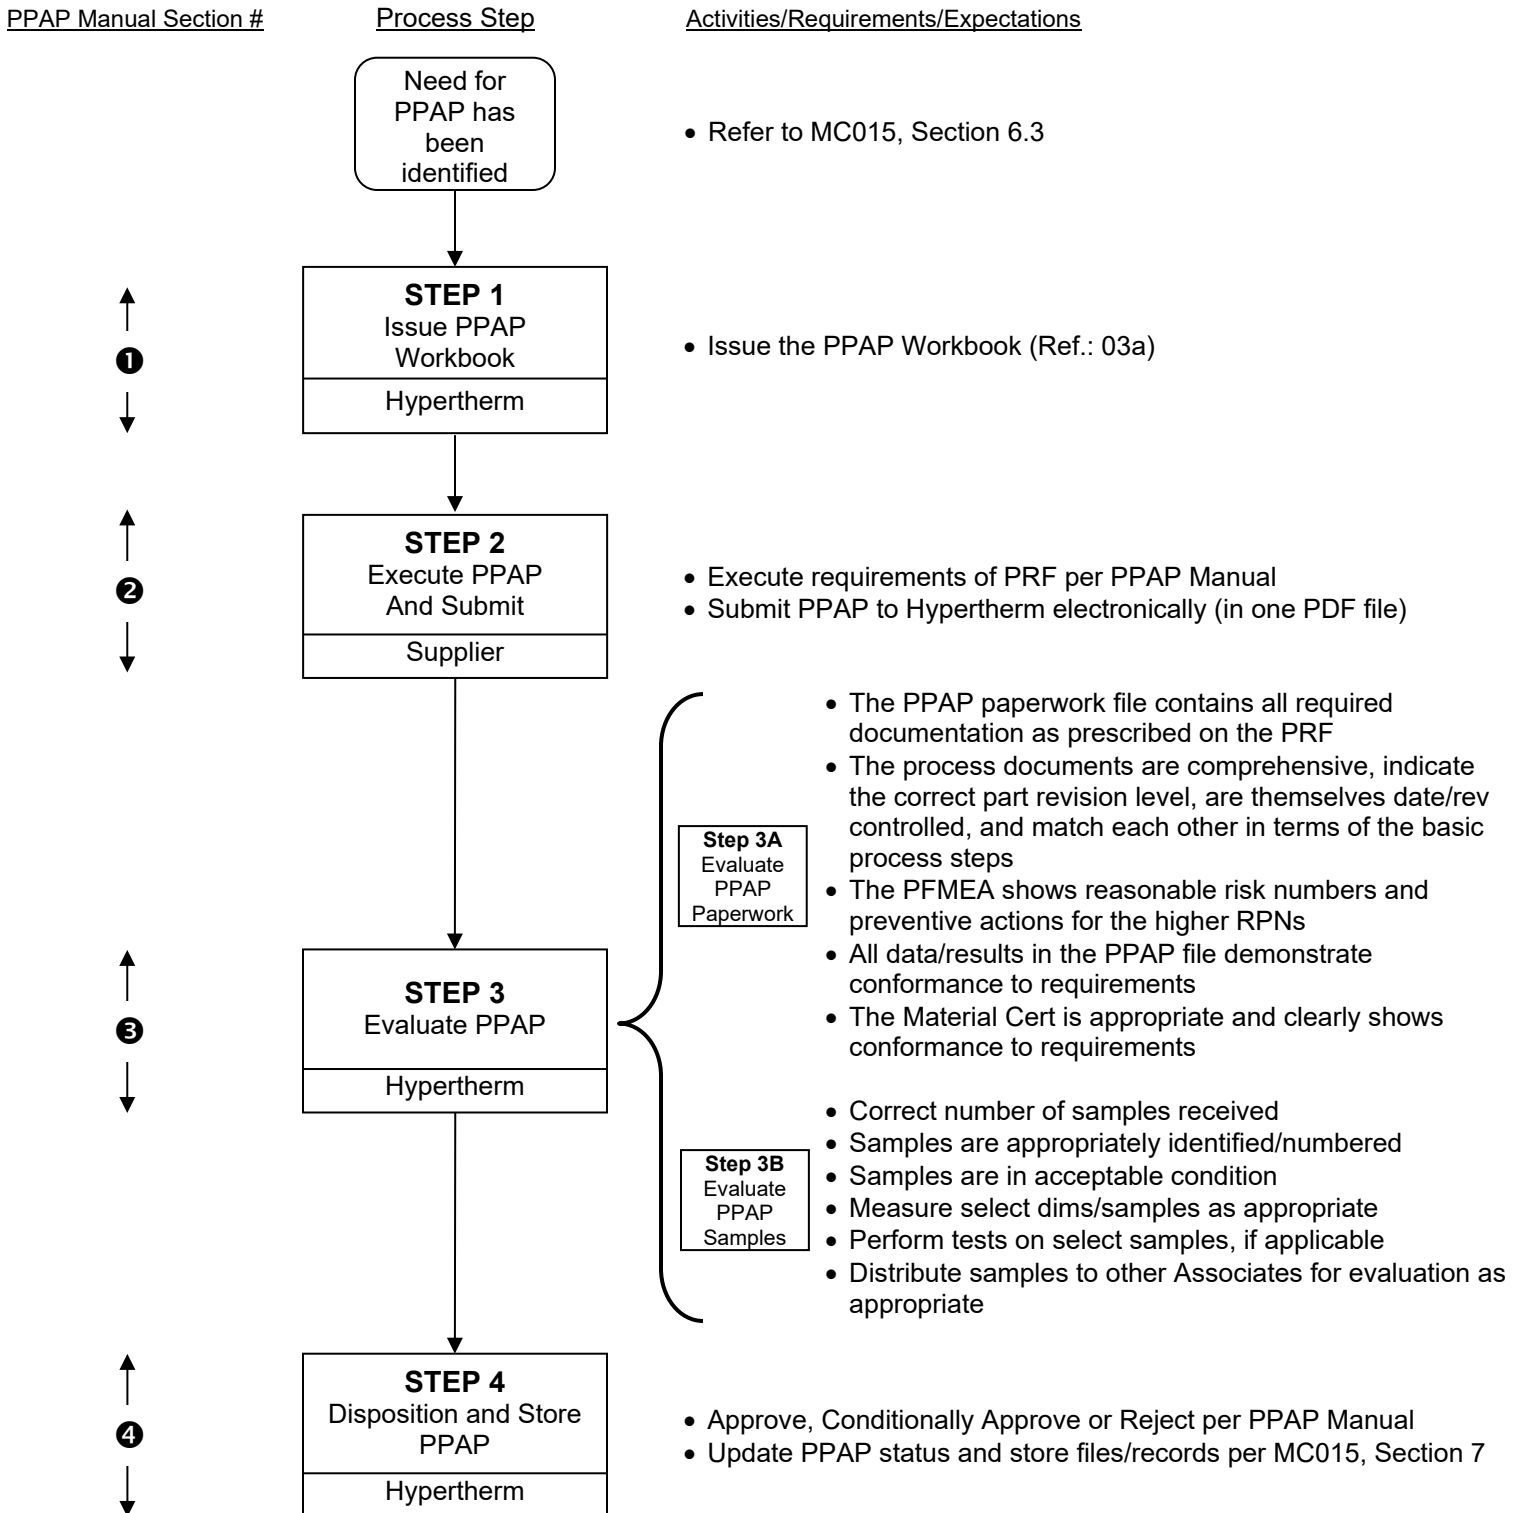 PPAP Manual Section #
Process Step
Activities/Requirements/Expectations
Need for
PPAP has
been
identified
• Refer to MC015, Section 6.3
❶
STEP 1
Issue PPAP
Workbook
Hypertherm
• Issue the PPAP Workbook (Ref.: 03a)
❷
STEP 2
Execute PPAP
And Submit
Supplier
• Execute requirements of PRF per PPAP Manual
• Submit PPAP to Hypertherm electronically (in one PDF file)
❸
STEP 3
Evaluate PPAP
Hypertherm
Step 3A
Evaluate
PPAP
Paperwork
• The PPAP paperwork file contains all required
documentation as prescribed on the PRF
• The process documents are comprehensive, indicate
the correct part revision level, are themselves date/rev
controlled, and match each other in terms of the basic
process steps
• The PFMEA shows reasonable risk numbers and
preventive actions for the higher RPNs
• All data/results in the PPAP file demonstrate
conformance to requirements
• The Material Cert is appropriate and clearly shows
conformance to requirements
Step 3B
Evaluate
PPAP
Samples
• Correct number of samples received
• Samples are appropriately identified/numbered
• Samples are in acceptable condition
• Measure select dims/samples as appropriate
• Perform tests on select samples, if applicable
• Distribute samples to other Associates for evaluation as
appropriate
❹
STEP 4
Disposition and Store
PPAP
Hypertherm
• Approve, Conditionally Approve or Reject per PPAP Manual
• Update PPAP status and store files/records per MC015, Section 7